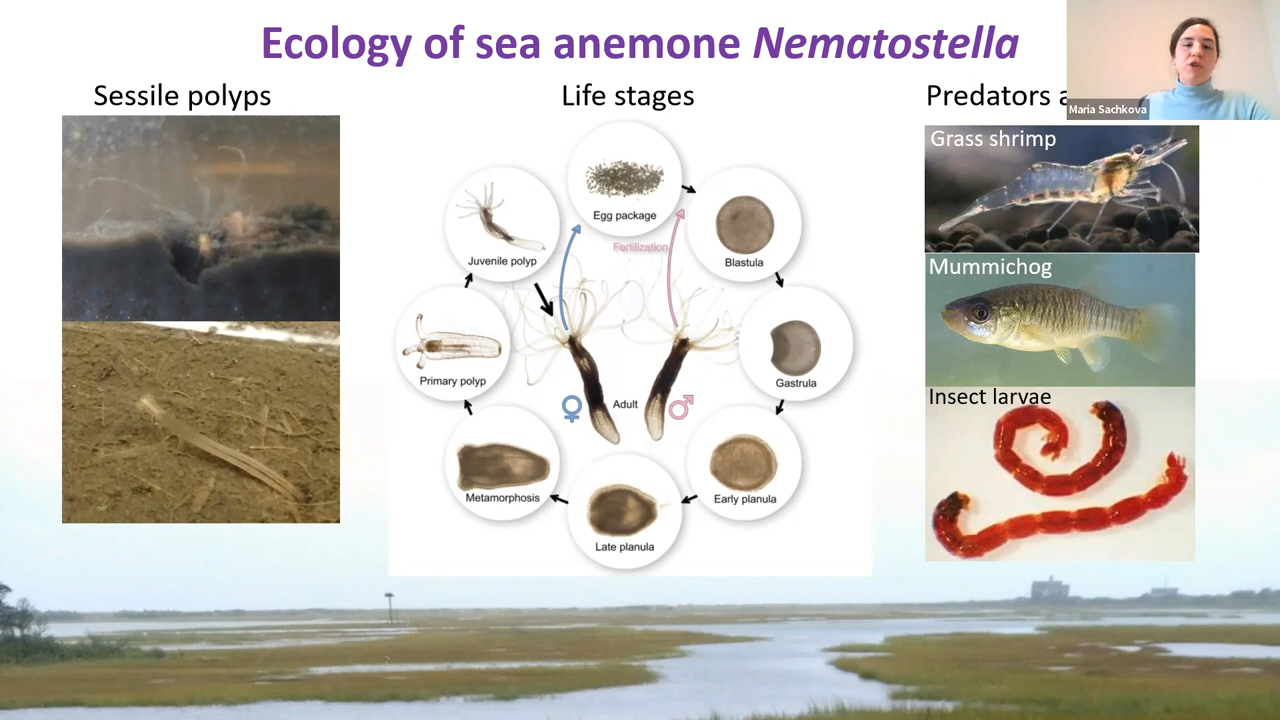 Ecology of sea anemone Nematostella
Maria Sachkova
Sessile polyps
Life stages
Predators
Egg package
Blastula
Gastrula
Early planula
Late planula
Metamorphosis
Primary polyp
Juvenile polyp
Fertilization
Adult
♀
♂
Grass shrimp
Mummichog
Insect larvae